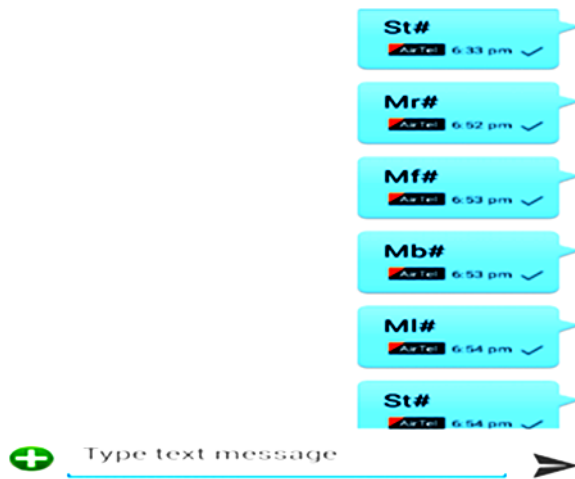 St#
AirTel 6:33 pm
Mr#
AirTel 6:52 pm
Mf#
AirTel 6:53 pm
Mb#
AirTel 6:53 pm
Ml#
AirTel 6:54 pm
St#
AirTel 6:54 pm
Type text message